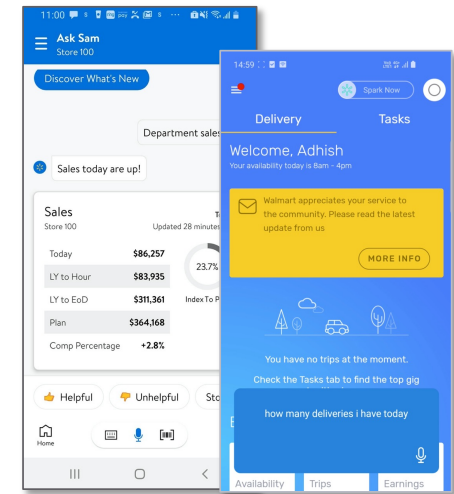 11:00
Ask Sam
Store 100
Discover What's New
Department sales
Sales today are up!
Sales
Store 100
Updated 28 minutes
Today $86,257
23.7%
LY to Hour $83,935
LY to EoD $311,361
Index To P
Plan $364,168
Comp Percentage +2.8%
Helpful
Unhelpful
Sto
Home
14:59
Spark Now
Delivery
Tasks
Welcome, Adhish
Your availability today is 8am - 4pm
Walmart appreciates your service to
the community. Please read the latest
update from us
MORE INFO
You have no trips at the moment.
Check the Tasks tab to find the top gig
how many deliveries i have today
Availability
Trips
Earnings